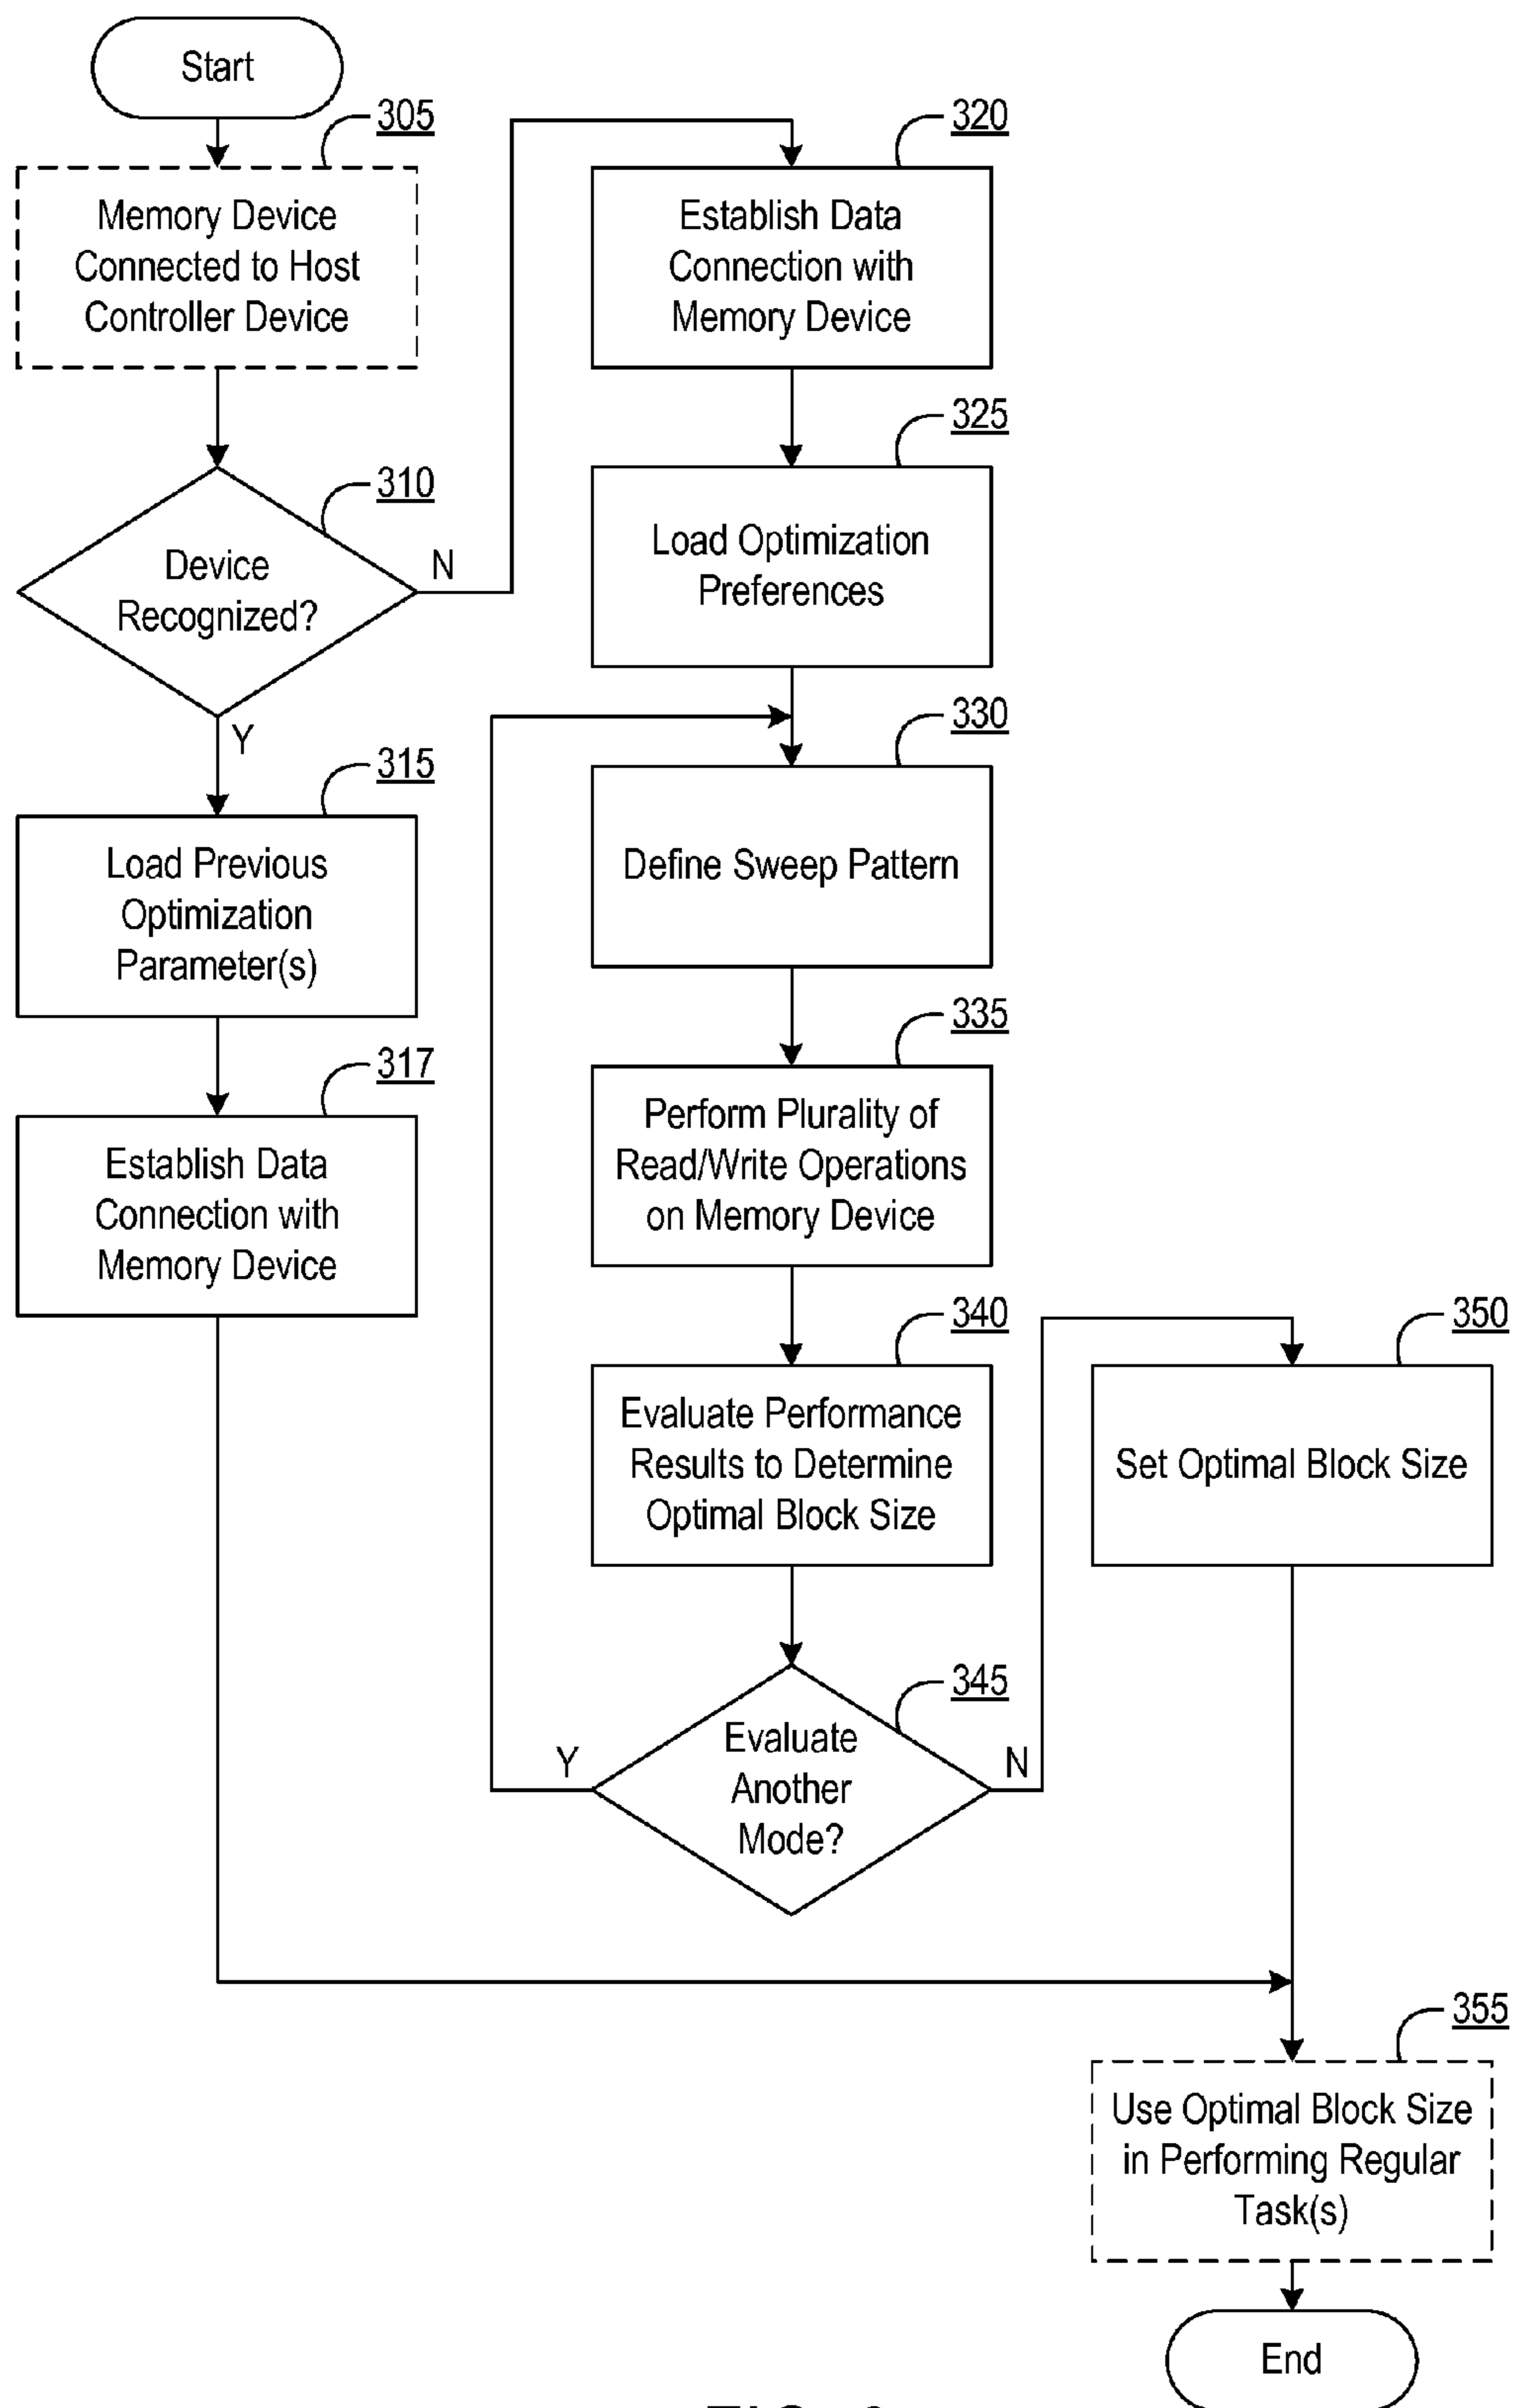 Start
305
Memory Device
Connected to Host
Controller Device
310
Device
Recognized?
N
Y
315
Load Previous
Optimization
Parameter(s)
317
Establish Data
Connection with
Memory Device
320
Establish Data
Connection with
Memory Device
325
Load Optimization
Preferences
330
Define Sweep Pattern
335
Perform Plurality of
Read/Write Operations
on Memory Device
340
Evaluate Performance
Results to Determine
Optimal Block Size
345
Evaluate
Another
Mode?
Y
N
350
Set Optimal Block Size
355
Use Optimal Block Size
in Performing Regular
Task(s)
End